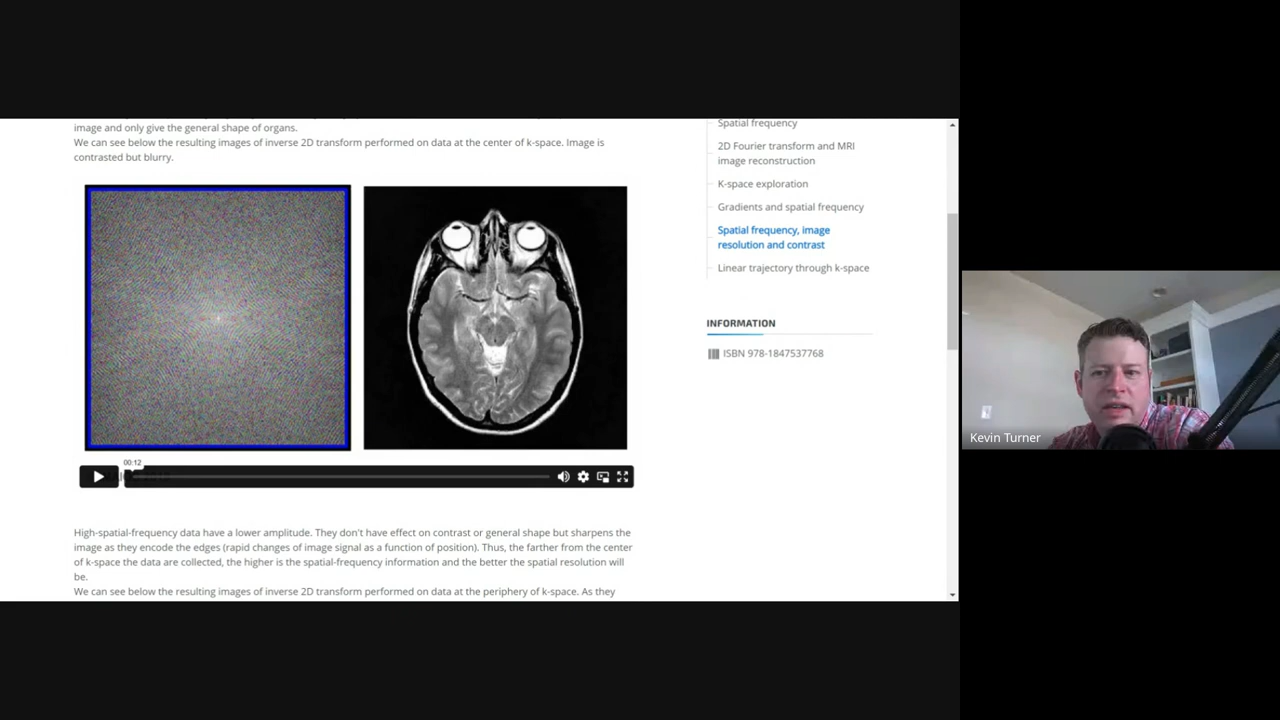 image and only give the general shape of organs.
We can see below the resulting images of inverse 2D transform performed on data at the center of k-space. Image is
contrasted but blurry.
00:12
High-spatial-frequency data have a lower amplitude. They don't have effect on contrast or general shape but sharpens the
image as they encode the edges (rapid changes of image signal as a function of position). Thus, the farther from the center
of k-space the data are collected, the higher is the spatial-frequency information and the better the spatial resolution will
be.
We can see below the resulting images of inverse 2D transform performed on data at the periphery of k-space. As they
Spatial frequency
2D Fourier transform and MRI
image reconstruction
K-space exploration
Gradients and spatial frequency
Spatial frequency, image
resolution and contrast
Linear trajectory through k-space
INFORMATION
ISBN 978-1847537768
Kevin Turner